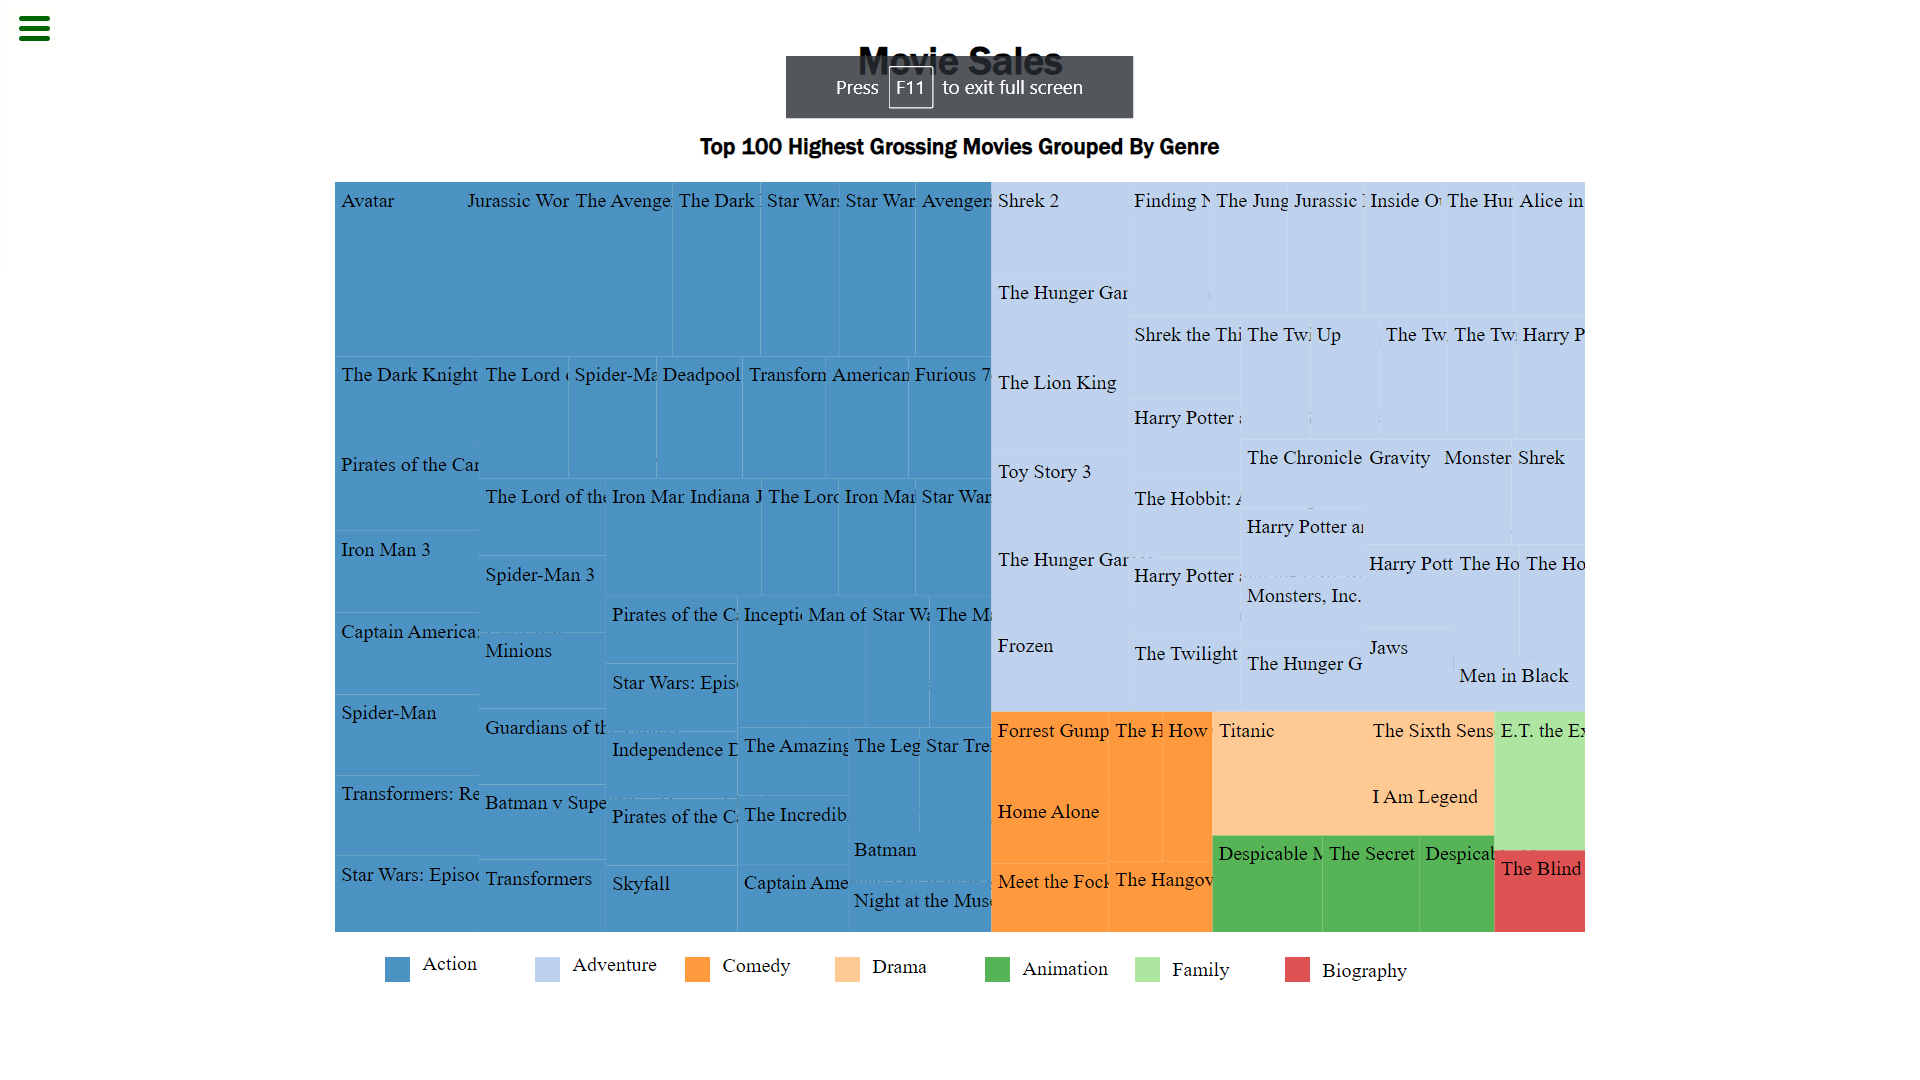 Movie Sales
Press F11 to exit full screen
Top 100 Highest Grossing Movies Grouped By Genre
Avatar Jurassic Wor The Avenge The Dark Star Wars Star War Avengers Shrek 2 Finding N The Jung Jurassic Inside Ou The Hun Alice in
The Hunger Gar
Shrek the Thi The Twi Up The Tw The Twi Harry P
The Dark Knight The Lord Spider-Ma Deadpool Transform American Furious 7 The Lion King
Harry Potter
The Chronicle Gravity Monster Shrek
Pirates of the Car Toy Story 3
The Lord of the Iron Man Indiana J The Lord Iron Man Star War The Hobbit: A
Harry Potter a
Iron Man 3 The Hunger Gar Harry Pott The Ho The Ho
Spider-Man 3 Harry Potter
Monsters, Inc.
Pirates of the Ca Inceptio Man of Star Wa The Ma
Captain America: Frozen Jaws
Minions The Twilight
The Hunger G
Men in Black
Star Wars: Episo
Spider-Man
Guardians of th Forrest Gump The H How Titanic The Sixth Sens E.T. the Ex
Independence D The Amazing The Leg Star Tre
Transformers: Re I Am Legend
Batman v Supe
Pirates of the Ca The Incredib Home Alone
Batman Despicable M The Secret Despicab
The Blind
Star Wars: Episod Transformers Skyfall Captain Ame Meet the Fock The Hangov
Night at the Muse
Action Adventure Comedy Drama Animation Family Biography